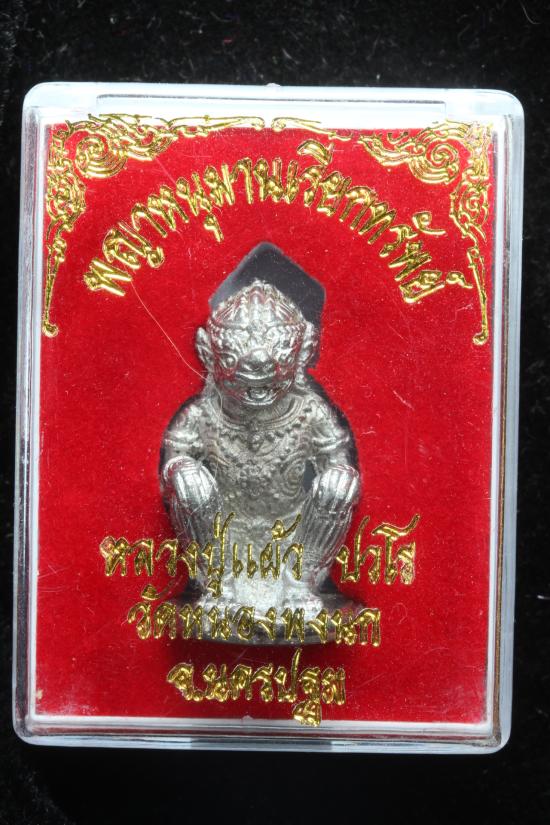 พญาหนุมานเรียกทรัพย์
หลวงปู่แผ้ว ปวโร
วัดหนองพงนก
จ.นครปฐม